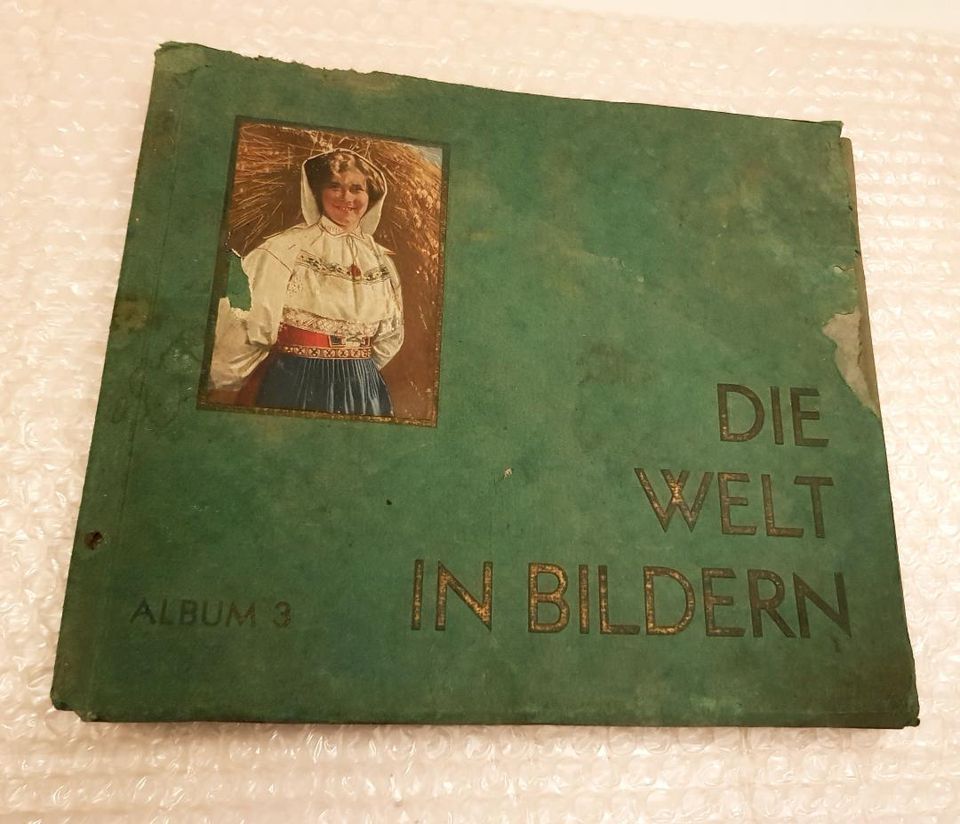 DIE
WELT
IN BILDERN
ALBUM 3